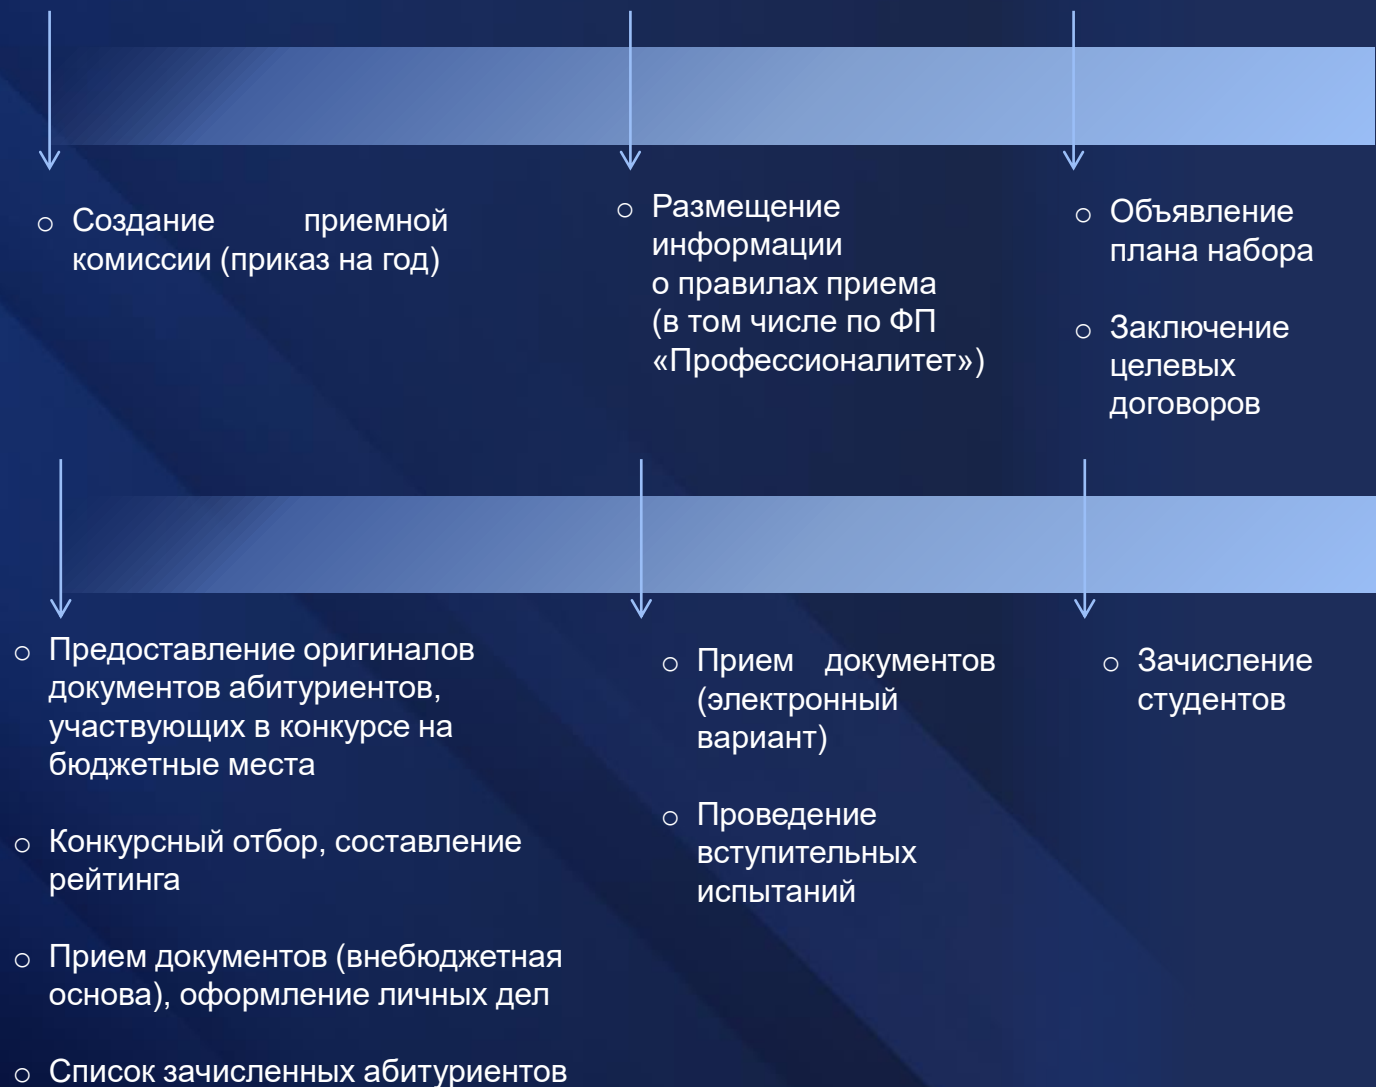 Создание приемной
комиссии (приказ на год)
Размещение
информации
о правилах приема
(в том числе по ФП
«Профессионалитет»)
Объявление
плана набора
Заключение
целевых
договоров
Предоставление оригиналов
документов абитуриентов,
участвующих в конкурсе на
бюджетные места
Конкурсный отбор, составление
рейтинга
Прием документов (внебюджетная
основа), оформление личных дел
Список зачисленных абитуриентов
Прием документов
(электронный
вариант)
Проведение
вступительных
испытаний
Зачисление
студентов